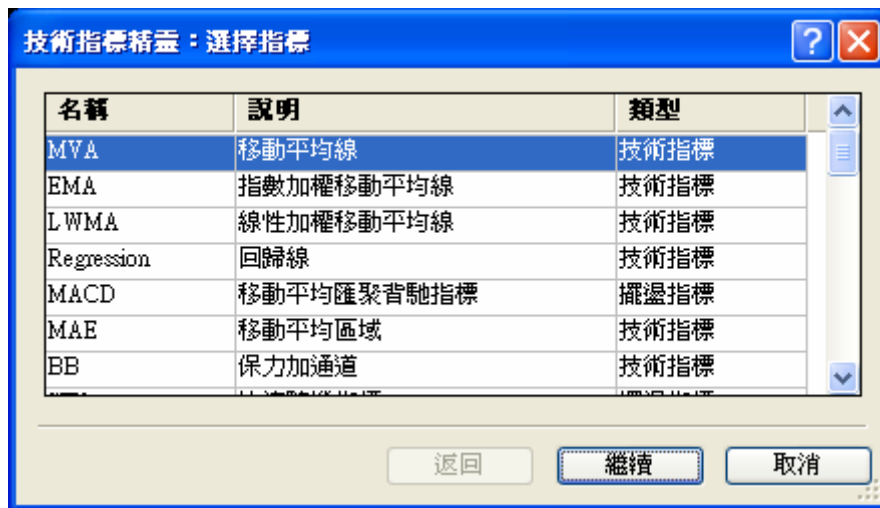 技術指標精靈：選擇指標
名稱 說明 類型
MVA 移動平均線 技術指標
EMA 指數加權移動平均線 技術指標
LWMA 線性加權移動平均線 技術指標
Regression 回歸線 技術指標
MACD 移動平均匯聚背馳指標 擺盪指標
MAE 移動平均區域 技術指標
BB 保力加通道 技術指標
返回 繼續 取消